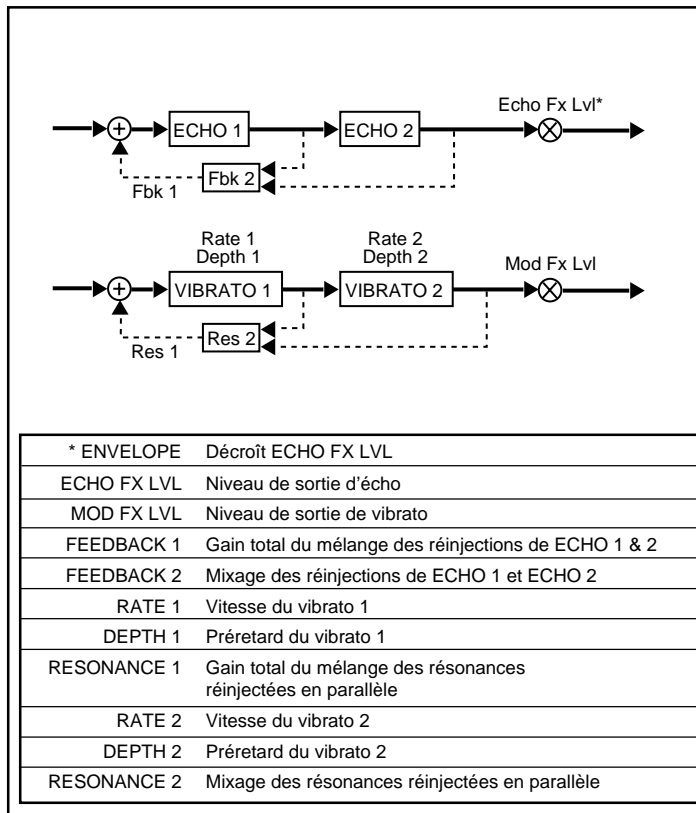 Echo Fx Lvl*
+ ECHO 1 ECHO 2
Fbk 2
Fbk 1
Rate 1 Rate 2
Depth 1 Depth 2 Mod Fx Lvl
+ VIBRATO 1 VIBRATO 2
Res 2
Res 1
* ENVELOPE Décroît ECHO FX LVL
ECHO FX LVL Niveau de sortie d'écho
MOD FX LVL Niveau de sortie de vibrato
FEEDBACK 1 Gain total du mélange des réinjections de ECHO 1 & 2
FEEDBACK 2 Mixage des réinjections de ECHO 1 et ECHO 2
RATE 1 Vitesse du vibrato 1
DEPTH 1 Préretard du vibrato 1
RESONANCE 1 Gain total du mélange des résonances
réinjectées en parallèle
RATE 2 Vitesse du vibrato 2
DEPTH 2 Préretard du vibrato 2
RESONANCE 2 Mixage des résonances réinjectées en parallèle